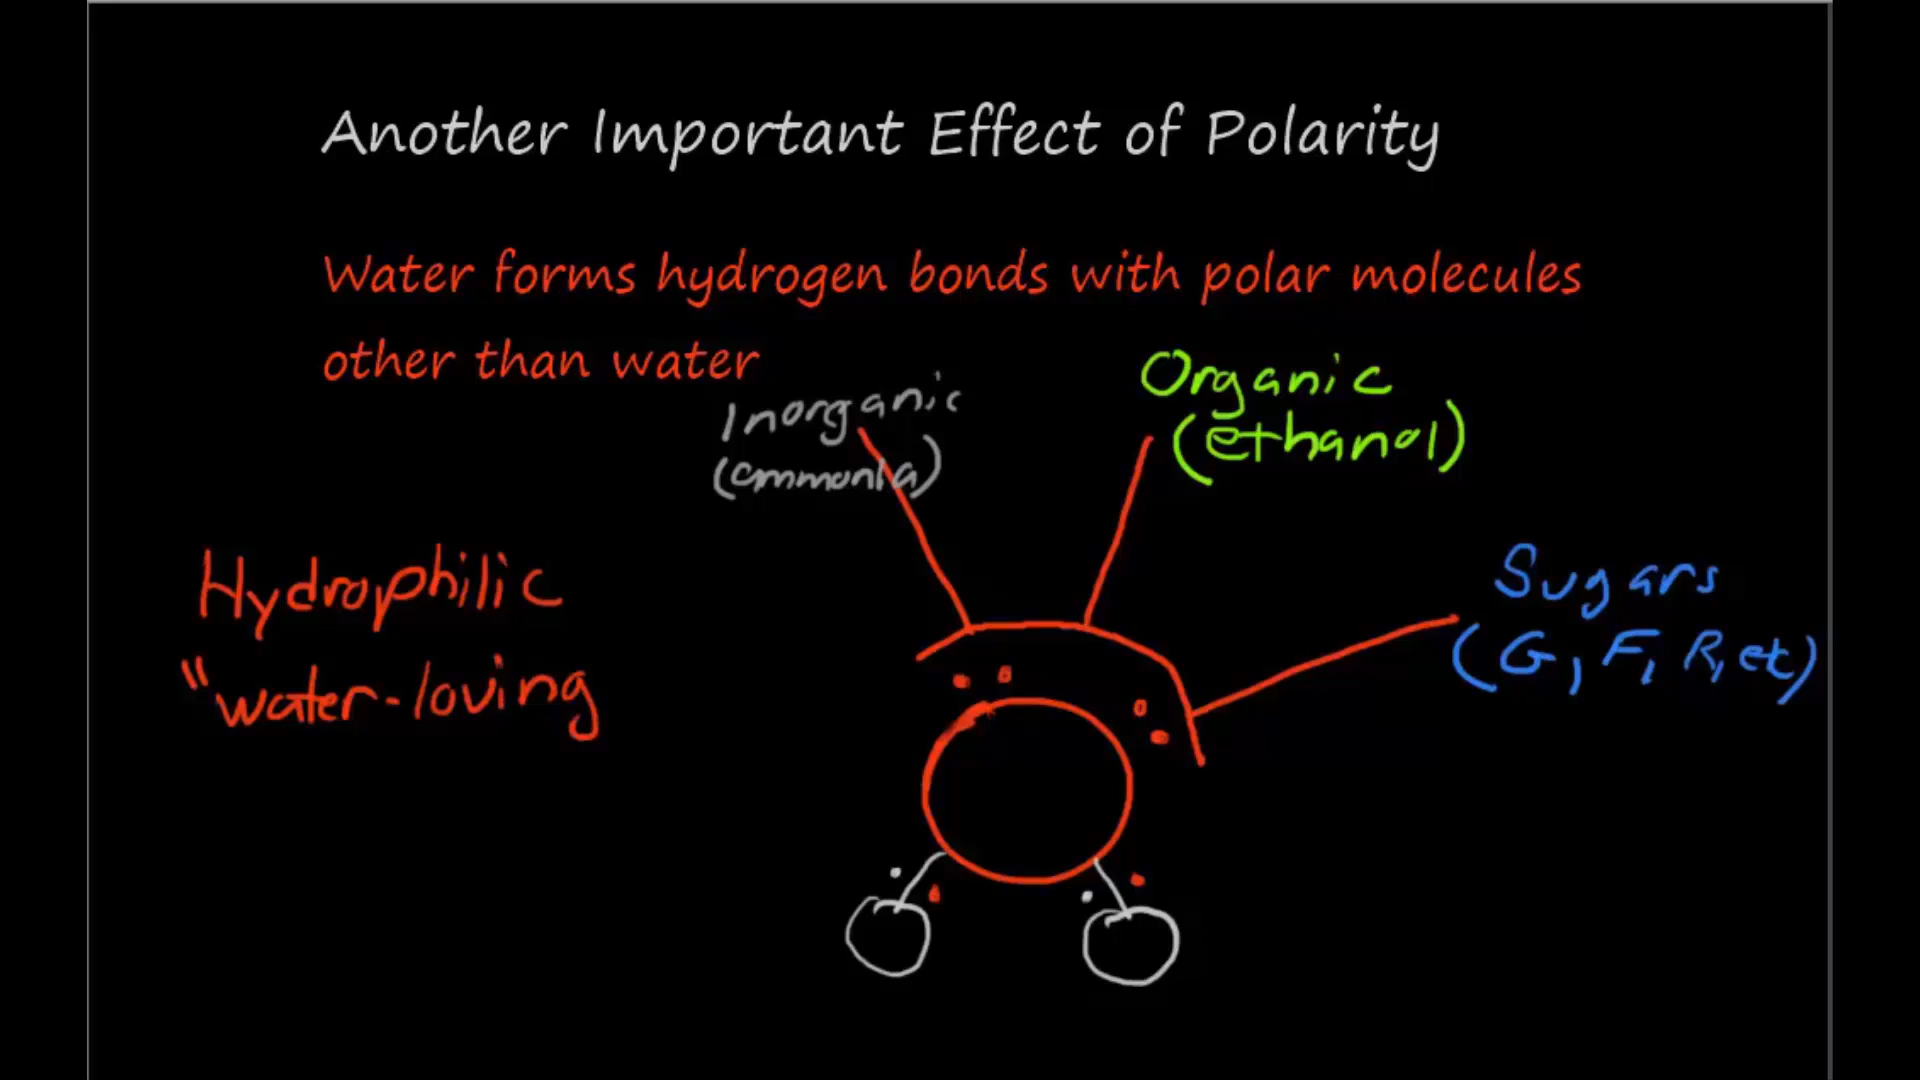 Another Important Effect of Polarity
Water forms hydrogen bonds with polar molecules
other than water
Inorganic
(ammonia)
Organic
(ethanol)
Hydrophilic
"water-loving
Sugars
(G, F, R, et)